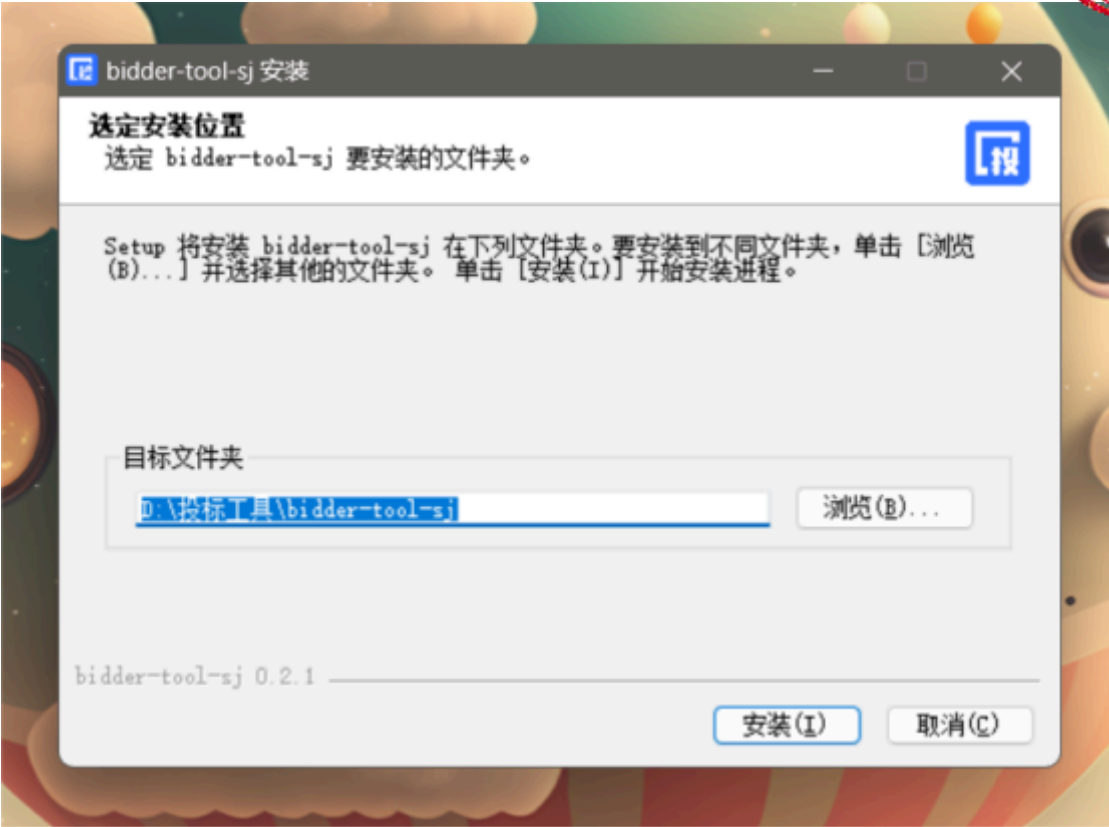 bidder-tool-sj 安装
选定安装位置
选定 bidder-tool-sj 要安装的文件夹。
投
Setup 将安装 bidder-tool-sj 在下列文件夹。要安装到不同文件夹，单击 [浏览
(B)...] 并选择其他的文件夹。 单击 [安装(I)] 开始安装进程。
目标文件夹
D:\投标工具\bidder-tool-sj
浏览(B)...
bidder-tool-sj 0.2.1
安装(I)
取消(C)